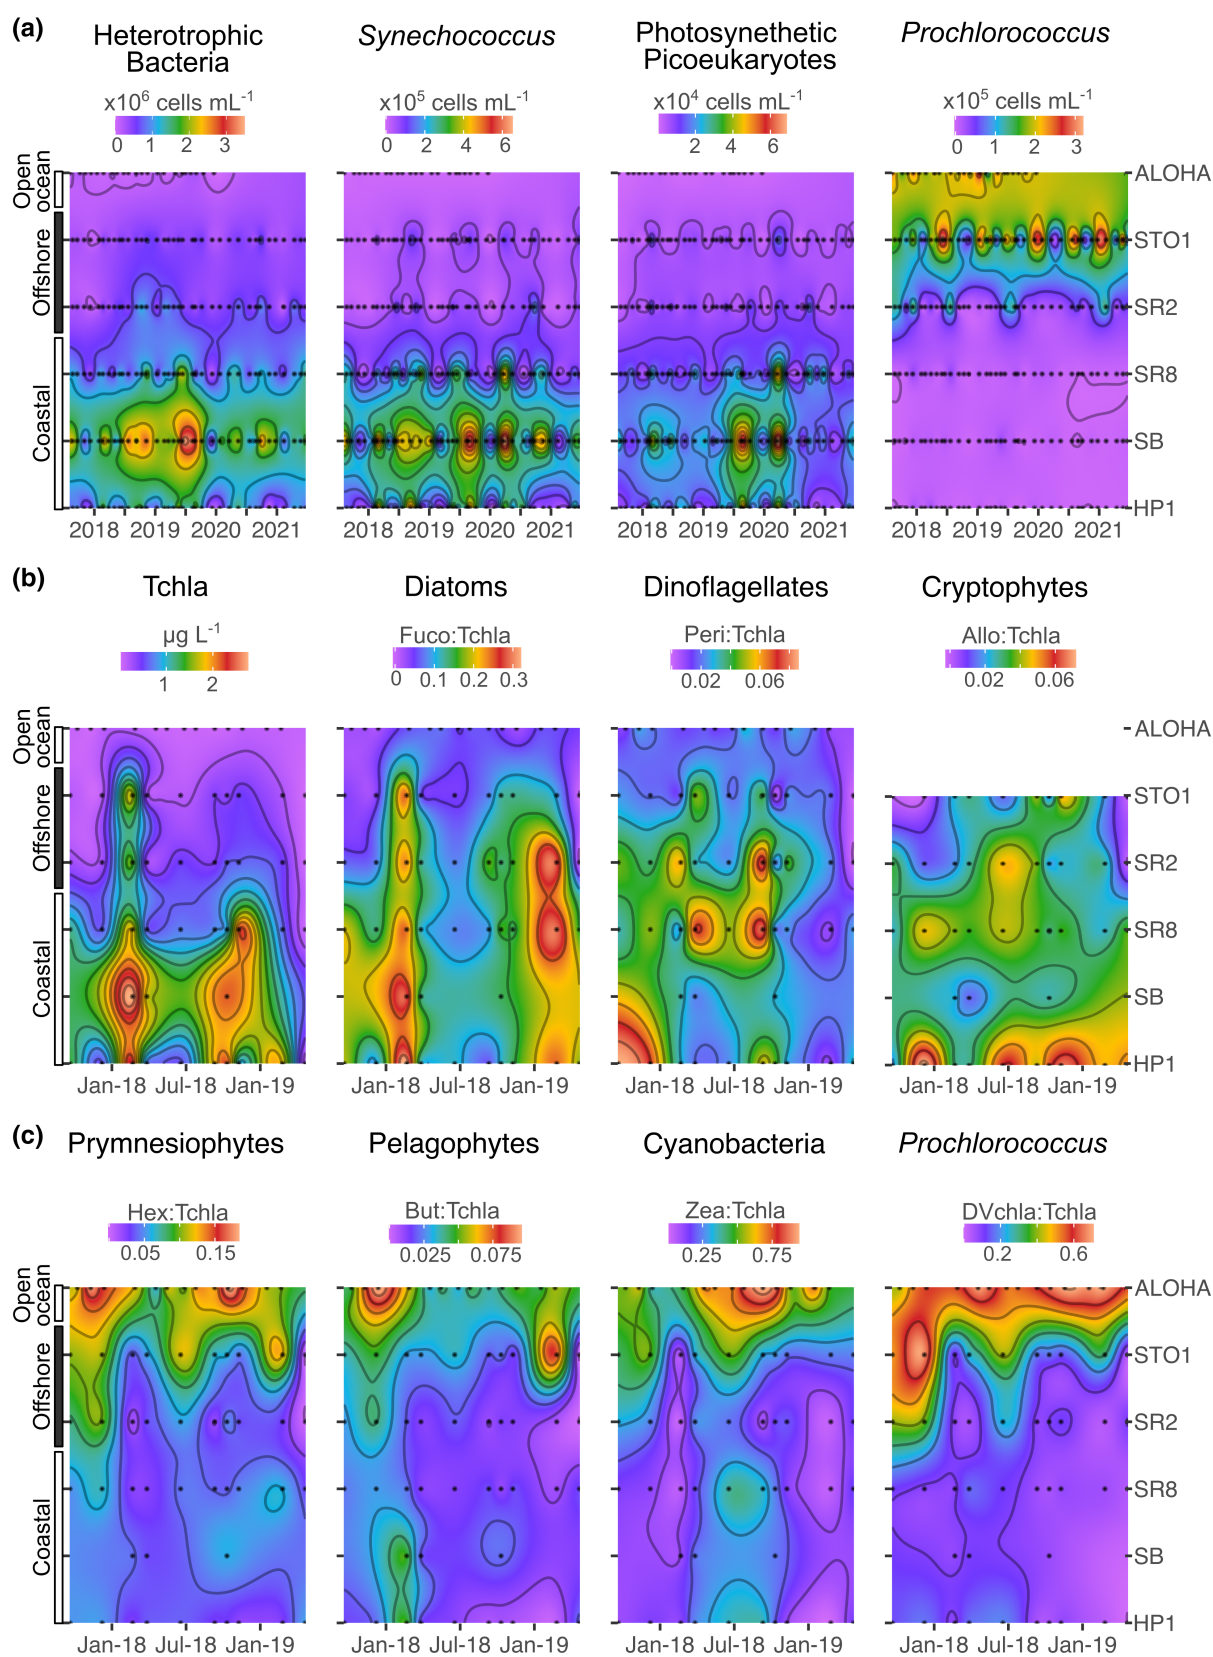 (a)
Heterotrophic
Bacteria
Synechococcus
Photosynethetic
Picoeukaryotes
Prochlorococcus
x10⁶ cells mL⁻¹
x10⁵ cells mL⁻¹
x10⁴ cells mL⁻¹
x10⁵ cells mL⁻¹
0 1 2 3
2 4 6
2 4 6
0 1 3
Open
ocean
Offshore
Coastal
ALOHA
STO1
SR2
SR8
SB
HP1
2018 2019 2020 2021
2018 2019 2020 2021
2018 2019 2020 2021
2018 2019 2020 2021
(b)
Tchla
Diatoms
Dinoflagellates
Cryptophytes
µg L⁻¹
Fuco:Tchla
Peri:Tchla
Allo:Tchla
1 2
0 0.1 0.2 0.3
0.02 0.06
0.02 0.06
Open
ocean
Offshore
Coastal
ALOHA
STO1
SR2
SR8
SB
HP1
Jan-18 Jul-18 Jan-19
Jan-18 Jul-18 Jan-19
Jan-18 Jul-18 Jan-19
Jan-18 Jul-18 Jan-19
(c)
Prymnesiophytes
Pelagophytes
Cyanobacteria
Prochlorococcus
Hex:Tchla
But:Tchla
Zea:Tchla
DVchla:Tchla
0.05 0.15
0.025 0.075
0.25 0.75
0.2 0.6
Open
ocean
Offshore
Coastal
ALOHA
STO1
SR2
SR8
SB
HP1
Jan-18 Jul-18 Jan-19
Jan-18 Jul-18 Jan-19
Jan-18 Jul-18 Jan-19
Jan-18 Jul-18 Jan-19